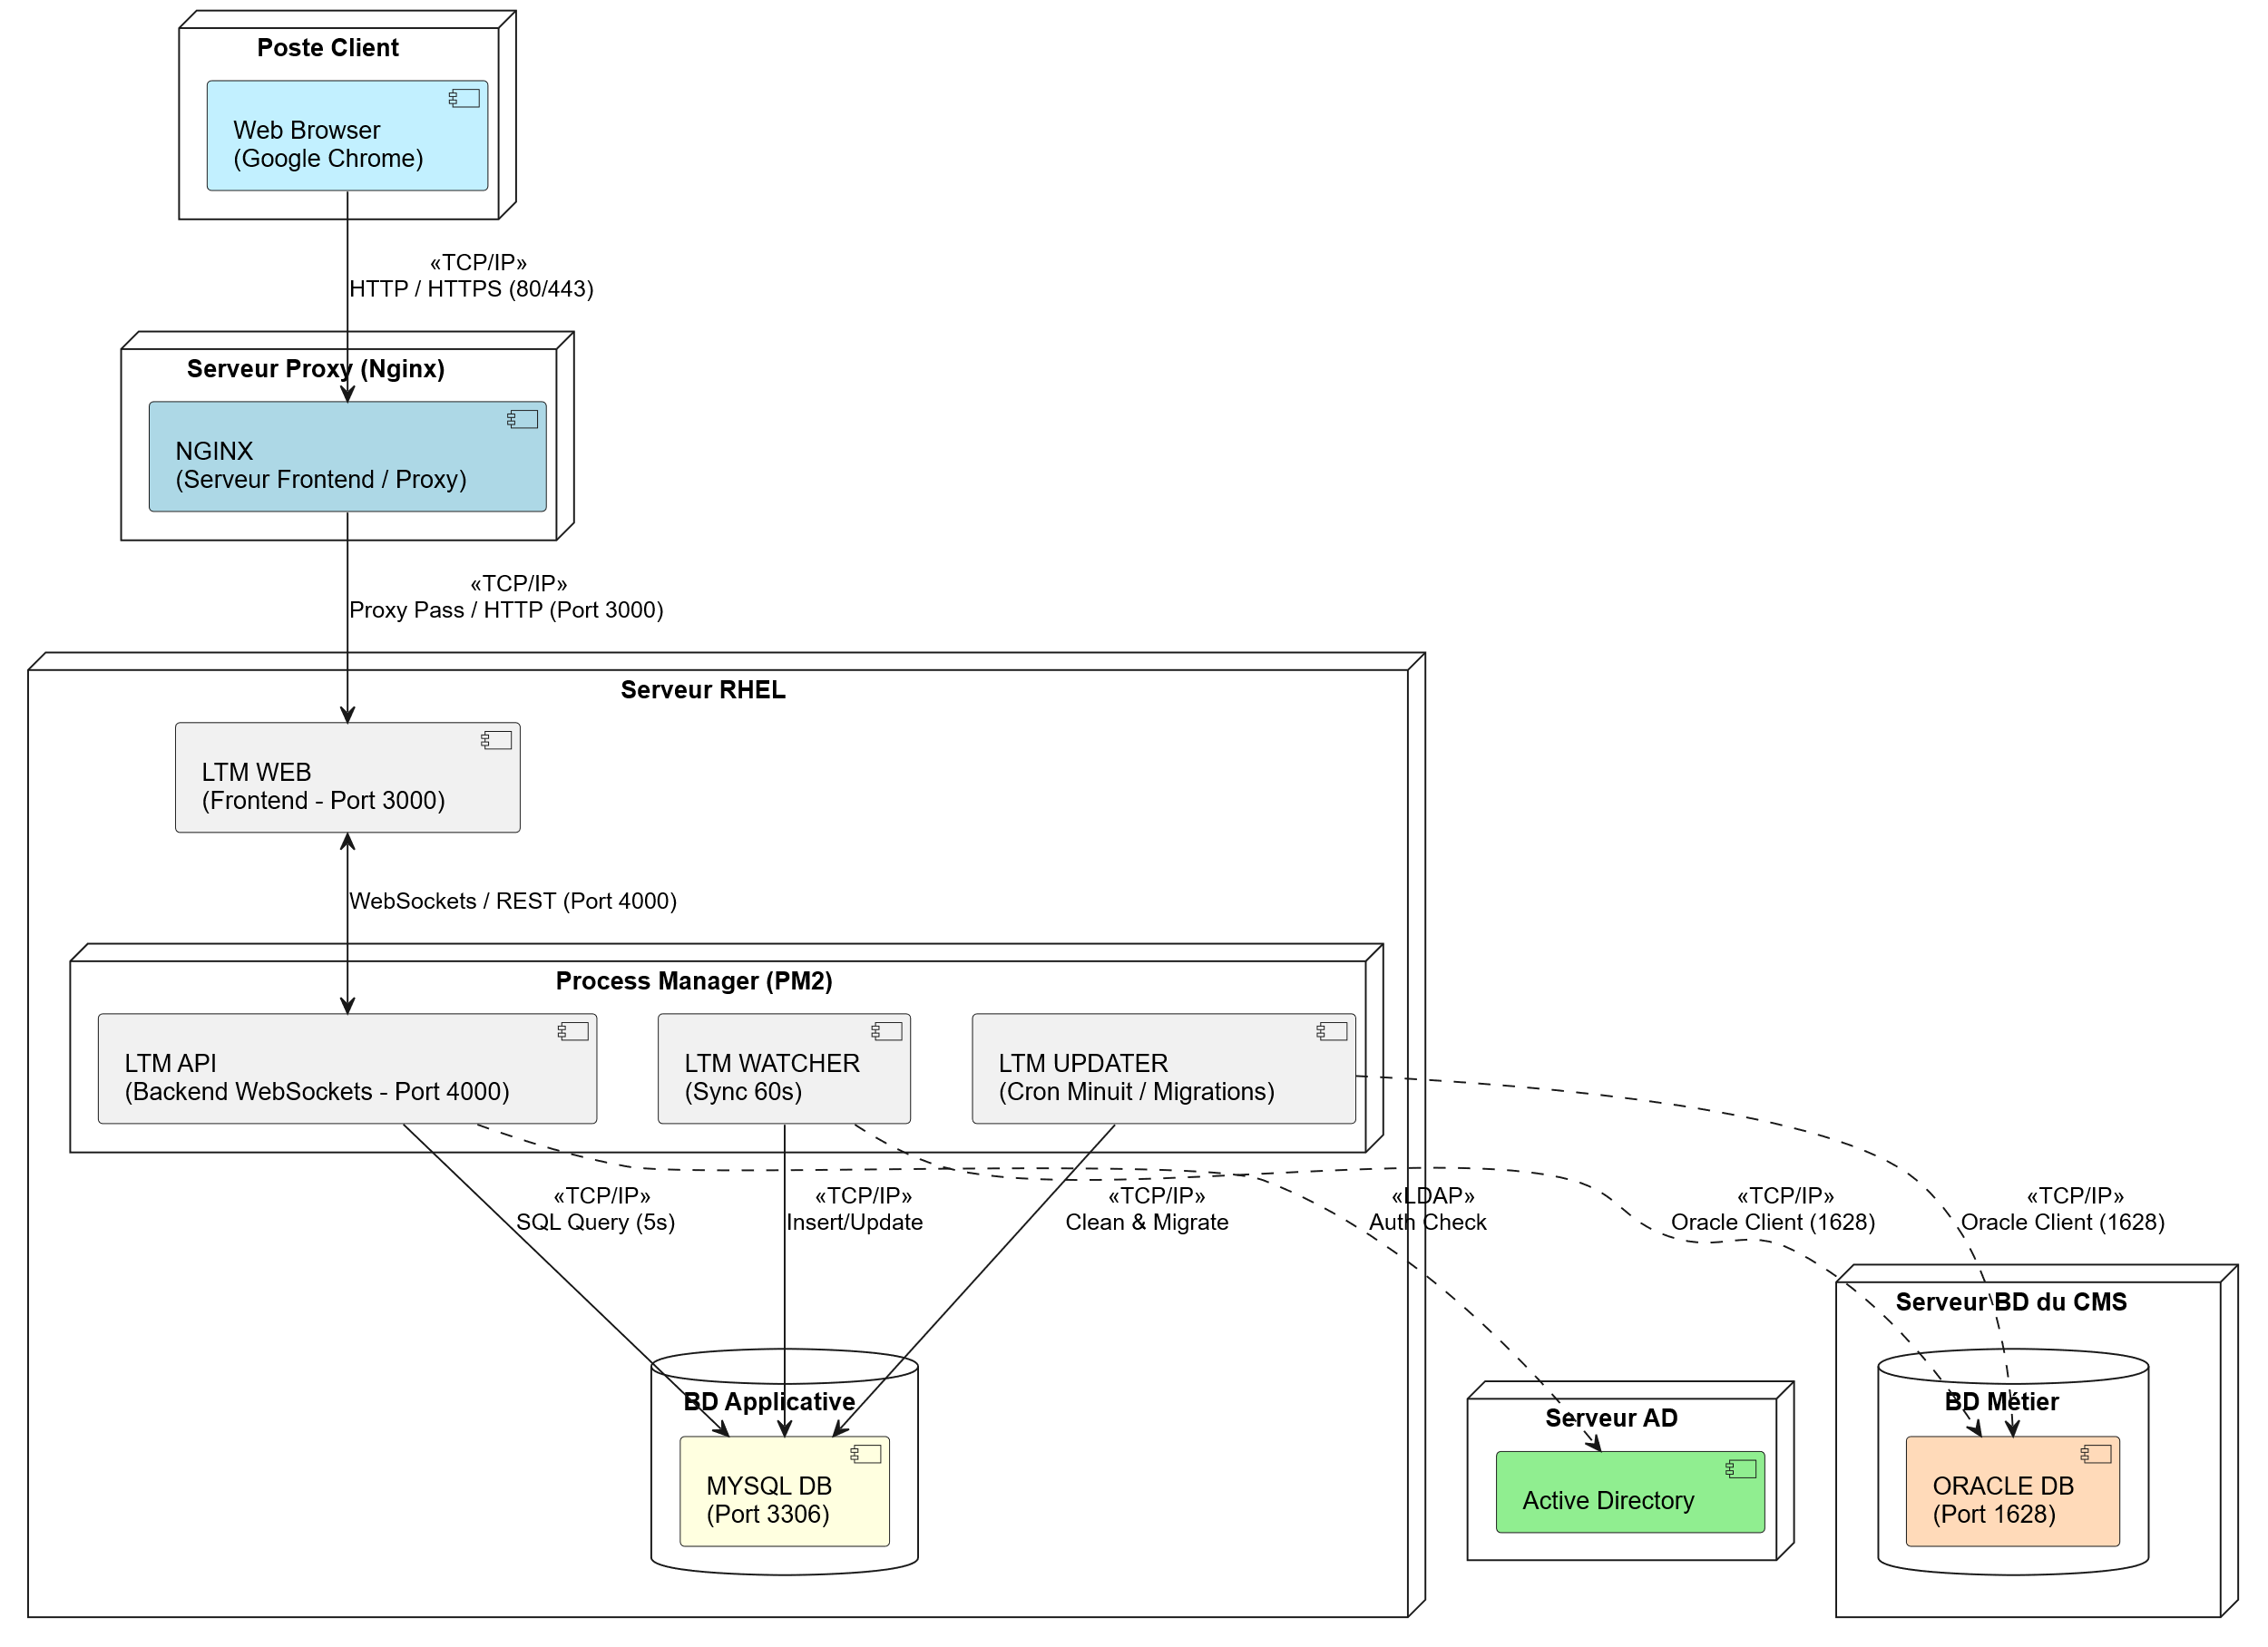 Poste Client
Web Browser
(Google Chrome)
«TCP/IP»
HTTP / HTTPS (80/443)
Serveur Proxy (Nginx)
NGINX
(Serveur Frontend / Proxy)
«TCP/IP»
Proxy Pass / HTTP (Port 3000)
Serveur RHEL
LTM WEB
(Frontend - Port 3000)
WebSockets / REST (Port 4000)
Process Manager (PM2)
LTM API
(Backend WebSockets - Port 4000)
LTM WATCHER
(Sync 60s)
LTM UPDATER
(Cron Minuit / Migrations)
«TCP/IP»
SQL Query (5s)
«TCP/IP»
Insert/Update
«TCP/IP»
Clean & Migrate
«LDAP»
Auth Check
«TCP/IP»
Oracle Client (1628)
«TCP/IP»
Oracle Client (1628)
BD Applicative
MYSQL DB
(Port 3306)
Serveur AD
Active Directory
Serveur BD du CMS
BD Métier
ORACLE DB
(Port 1628)